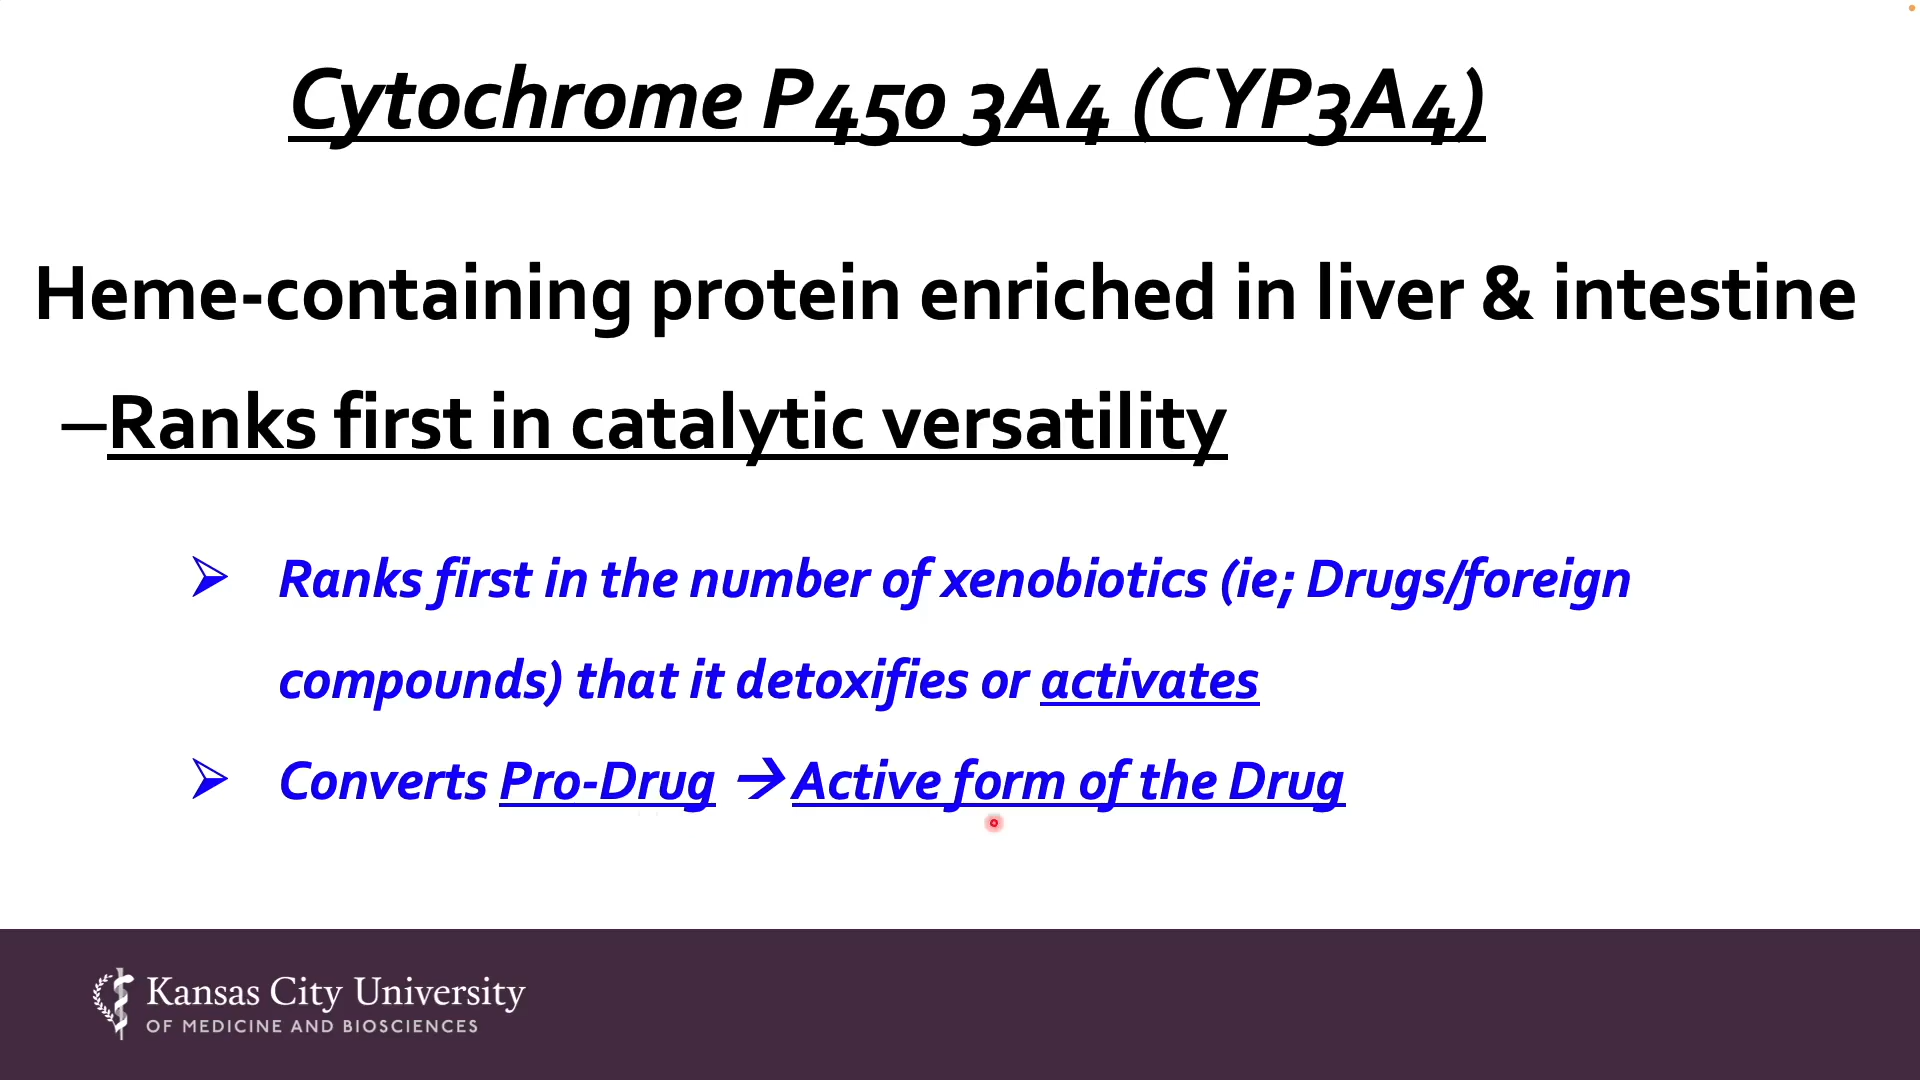 Cytochrome P450 3A4 (CYP3A4)
Heme-containing protein enriched in liver & intestine
–Ranks first in catalytic versatility
➢ Ranks first in the number of xenobiotics (ie; Drugs/foreign
compounds) that it detoxifies or activates
➢ Converts Pro-Drug → Active form of the Drug
Kansas City University
OF MEDICINE AND BIOSCIENCES